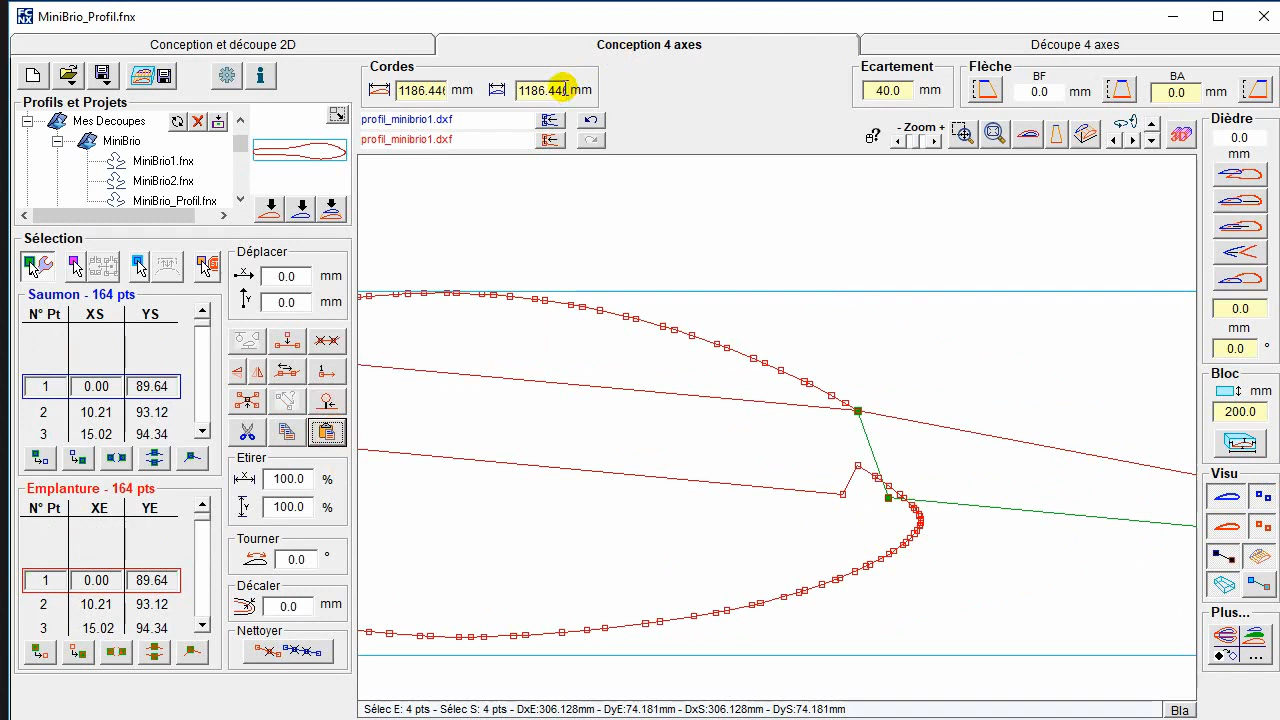 MiniBrio_Profil.fnx
Conception et découpe 2D
Conception 4 axes
Découpe 4 axes
Cordes
1186.446 mm
1186.446 mm
Ecartement
40.0 mm
Flèche
BF
0.0 mm
BA
0.0 mm
Profils et Projets
Mes Decoupes
MiniBrio
MiniBrio1.fnx
MiniBrio2.fnx
MiniBrio_Profil.fnx
profil_minibrio1.dxf
profil_minibrio1.dxf
- Zoom +
3D
Dièdre
0.0
mm
0.0
mm
0.0 °
Bloc
mm
200.0
Visu
Plus...
...
Sélection
Saumon - 164 pts
N° Pt XS YS
1 0.00 89.64
2 10.21 93.12
3 15.02 94.34
Emplanture - 164 pts
N° Pt XE YE
1 0.00 89.64
2 10.21 93.12
3 15.02 94.34
Déplacer
X 0.0 mm
Y 0.0 mm
Etirer
100.0 %
100.0 %
Tourner
0.0 °
Décaler
0.0 mm
Nettoyer
Sélec E: 4 pts - Sélec S: 4 pts - DxE:306.128mm - DyE:74.181mm - DxS:306.128mm - DyS:74.181mm
Bla